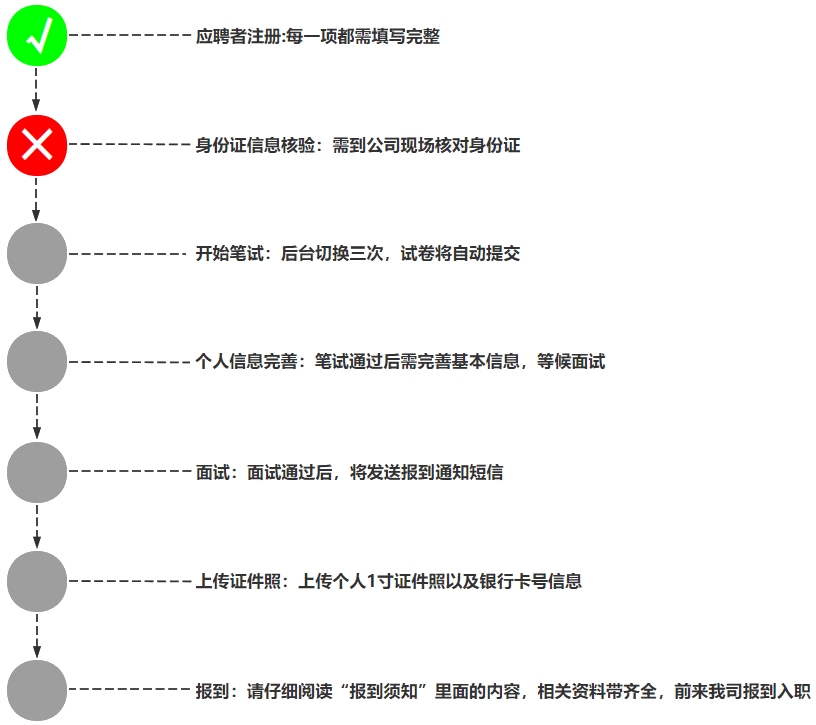 应聘者注册:每一项都需填写完整
身份证信息核验：需到公司现场核对身份证
开始笔试：后台切换三次，试卷将自动提交
个人信息完善：笔试通过后需完善基本信息，等候面试
面试：面试通过后，将发送报到通知短信
上传证件照：上传个人1寸证件照以及银行卡号信息
报到：请仔细阅读“报到须知”里面的内容，相关资料带齐全，前来我司报到入职